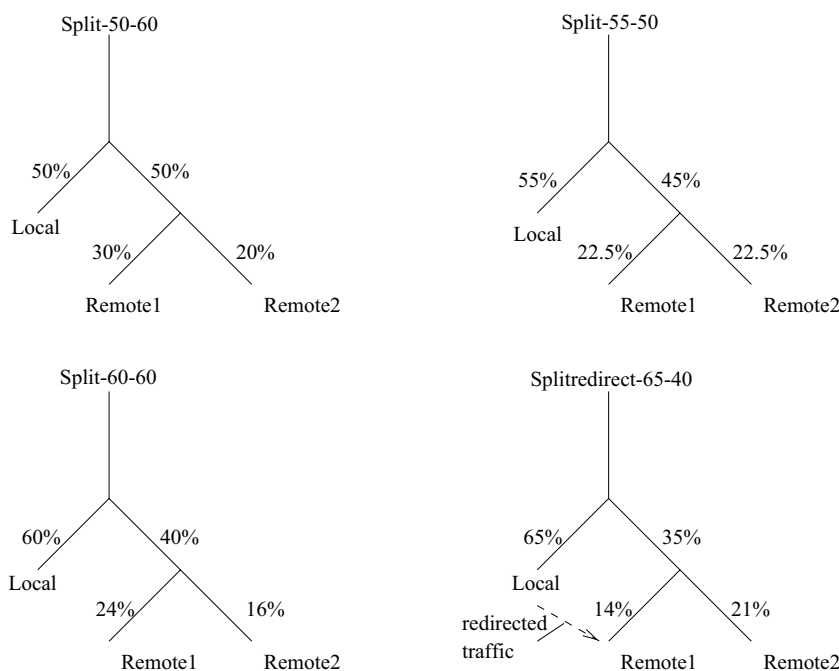 Split-50-60
50%
50%
Local
30%
20%
Remote1
Remote2
Split-55-50
55%
45%
Local
22.5%
22.5%
Remote1
Remote2
Split-60-60
60%
40%
Local
24%
16%
Remote1
Remote2
Splitredirect-65-40
65%
35%
Local
redirected
traffic
14%
21%
Remote1
Remote2